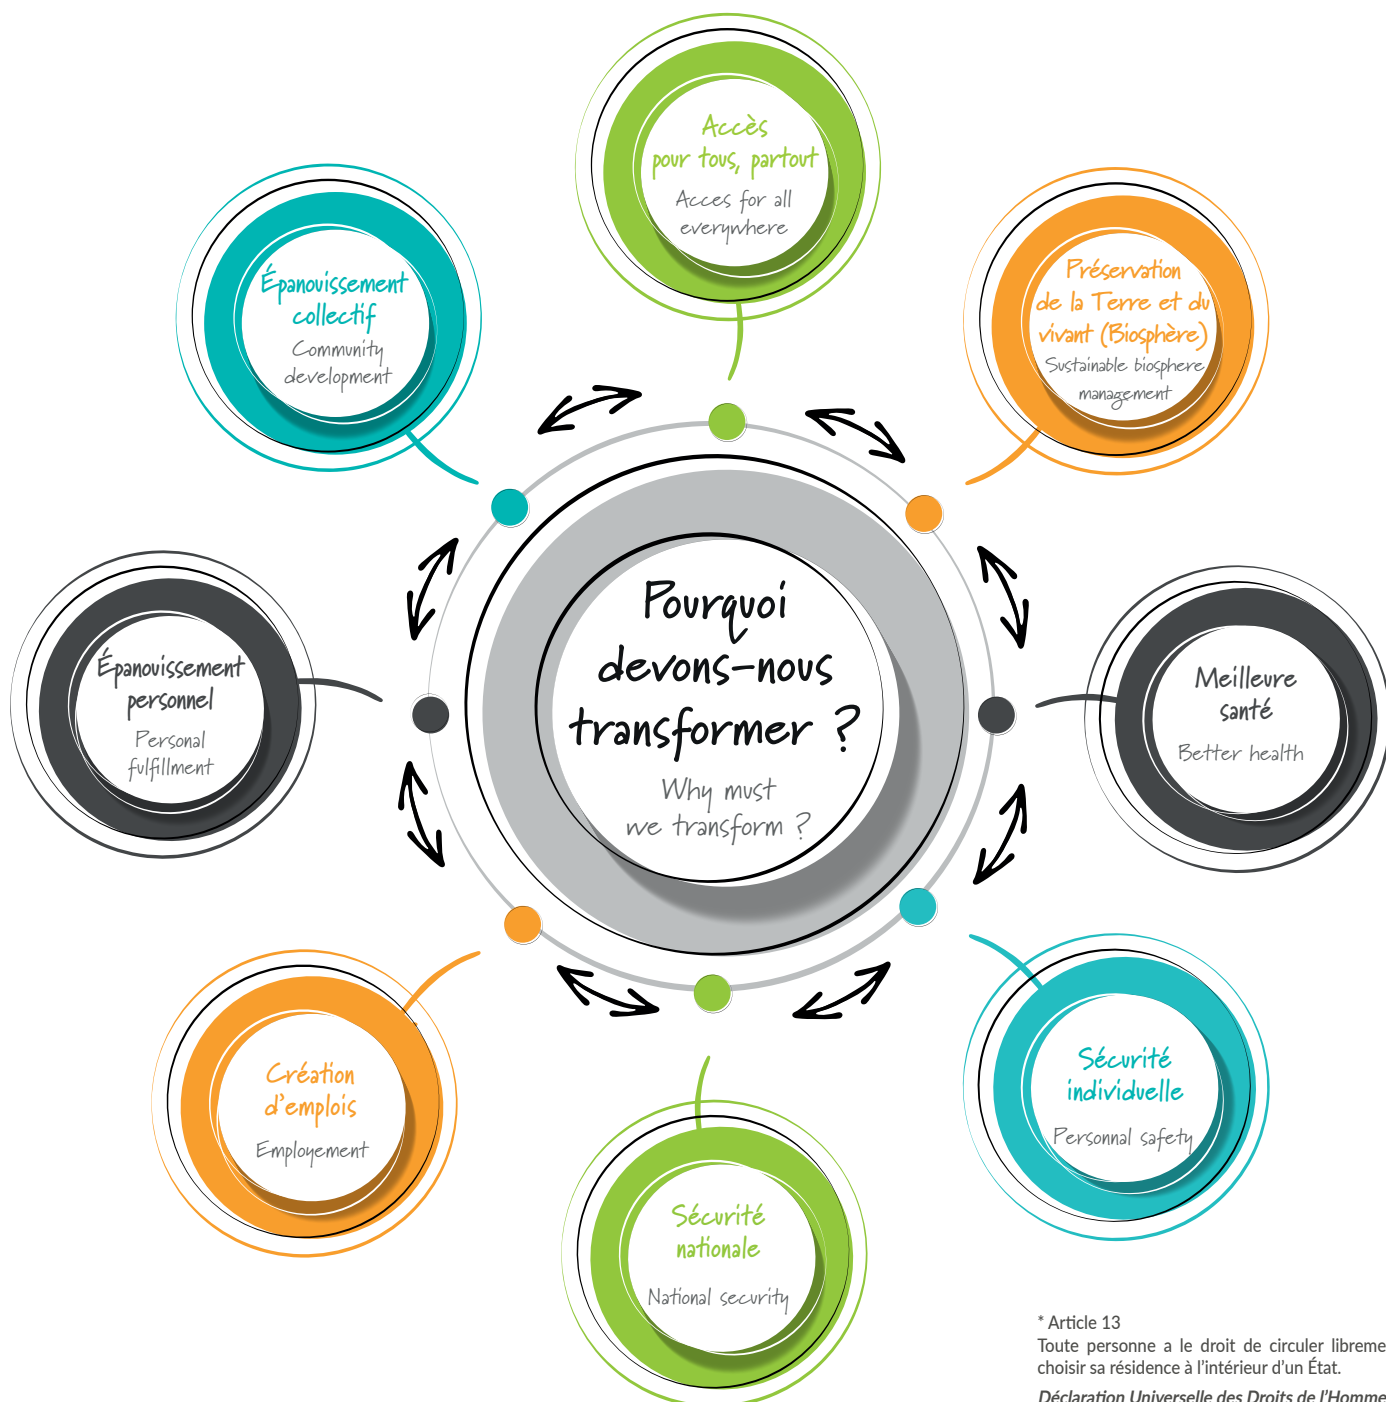 Accès
pour tous, partout
Acces for all
everywhere
Préservation
de la Terre et du
vivant (Biosphère)
Sustainable biosphere
management
Épanouissement
collectif
Community
development
Pourquoi
devons-nous
transformer ?
Why must
we transform ?
Épanouissement
personnel
Personal
fulfillment
Meilleure
santé
Better health
Création
d'emplois
Employement
Sécurité
individuelle
Personnal safety
Sécurité
nationale
National security
* Article 13
Toute personne a le droit de circuler libreme
choisir sa résidence à l'intérieur d'un État.
Déclaration Universelle des Droits de l'Homme